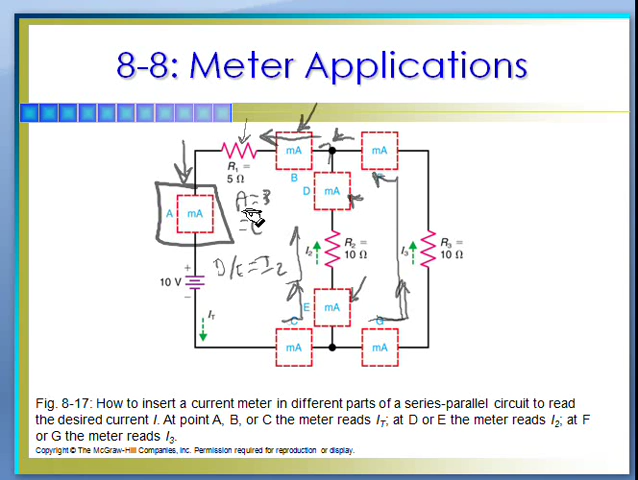 8-8: Meter Applications
mA
B
mA
mA
R1 =
5 Ω
D
mA
A
mA
A=B
=C
D/E=I2
I2
R2 =
10 Ω
I3
R3 =
10 Ω
10 V
+
−
IT
E
mA
C
mA
G
mA
Fig. 8-17: How to insert a current meter in different parts of a series-parallel circuit to read
the desired current I. At point A, B, or C the meter reads IT; at D or E the meter reads I2; at F
or G the meter reads I3.
Copyright © The McGraw-Hill Companies, Inc. Permission required for reproduction or display.